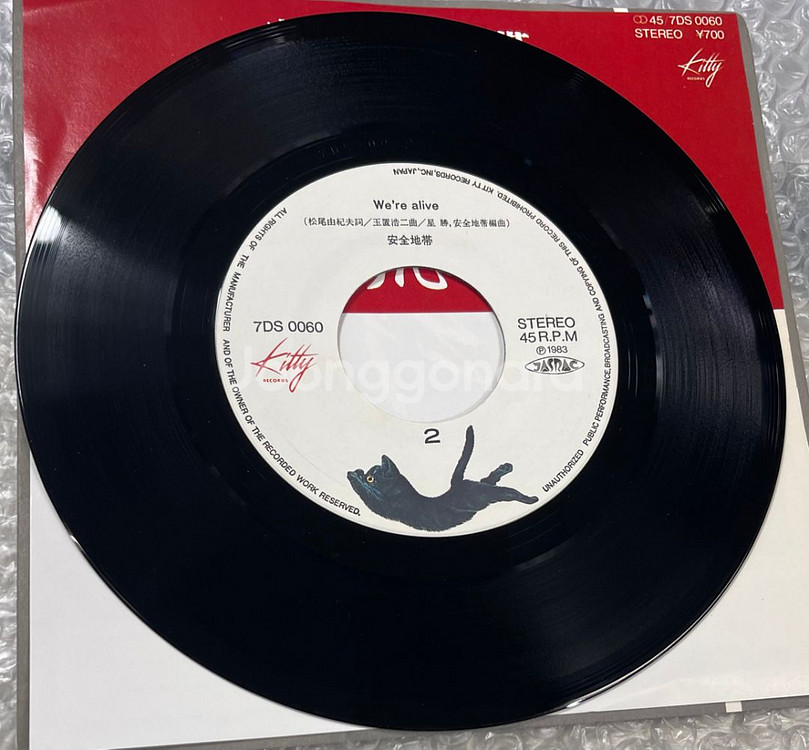 45/7DS 0060
STEREO ¥700
Kitty
RECORDS
We're alive
(松尾由紀夫詞/玉置浩二曲/星 勝,安全地帯編曲)
安全地帯
7DS 0060
Kitty
RECORDS
STEREO
45R.P.M
Ⓟ1983
JASRAC
2
ALL RIGHTS OF THE MANUFACTURER AND OF THE OWNER OF THE RECORDED WORK RESERVED.
UNAUTHORIZED PUBLIC PERFORMANCE,BROADCASTING AND COPYING OF THIS RECORD PROHIBITED. KITTY RECORDS,INC.,JAPAN
Joonggonara